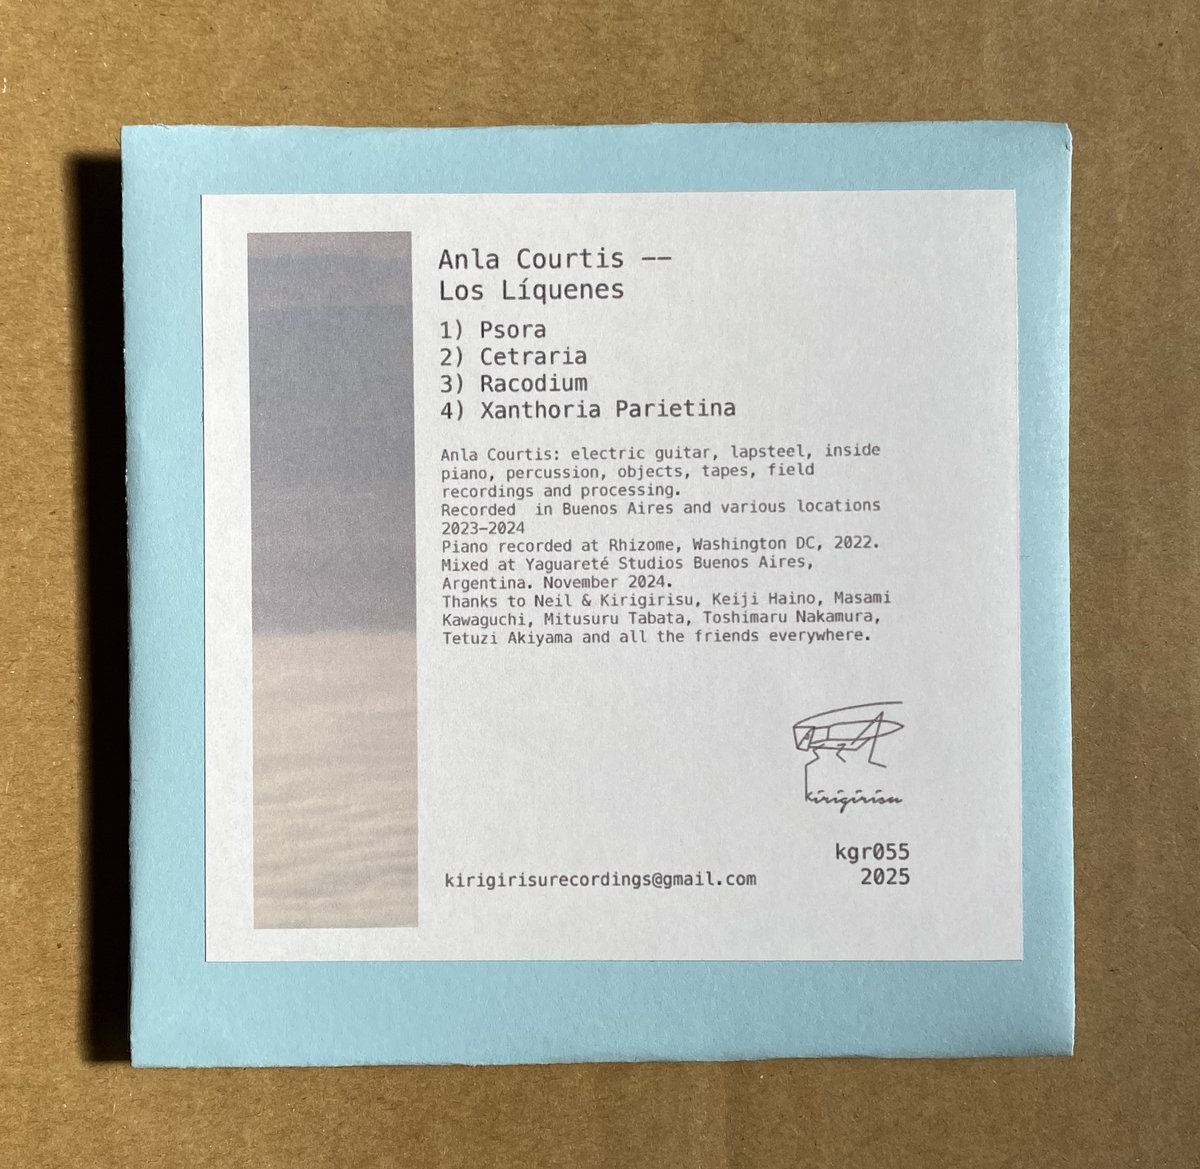 Anla Courtis ––
Los Líquenes
1) Psora
2) Cetraria
3) Racodium
4) Xanthoria Parietina
Anla Courtis: electric guitar, lapsteel, inside
piano, percussion, objects, tapes, field
recordings and processing.
Recorded  in Buenos Aires and various locations
2023–2024
Piano recorded at Rhizome, Washington DC, 2022.
Mixed at Yaguareté Studios Buenos Aires,
Argentina. November 2024.
Thanks to Neil & Kirigirisu, Keiji Haino, Masami
Kawaguchi, Mitusuru Tabata, Toshimaru Nakamura,
Tetuzi Akiyama and all the friends everywhere.
kirigirisu
kgr055
2025
kirigirisurecordings@gmail.com